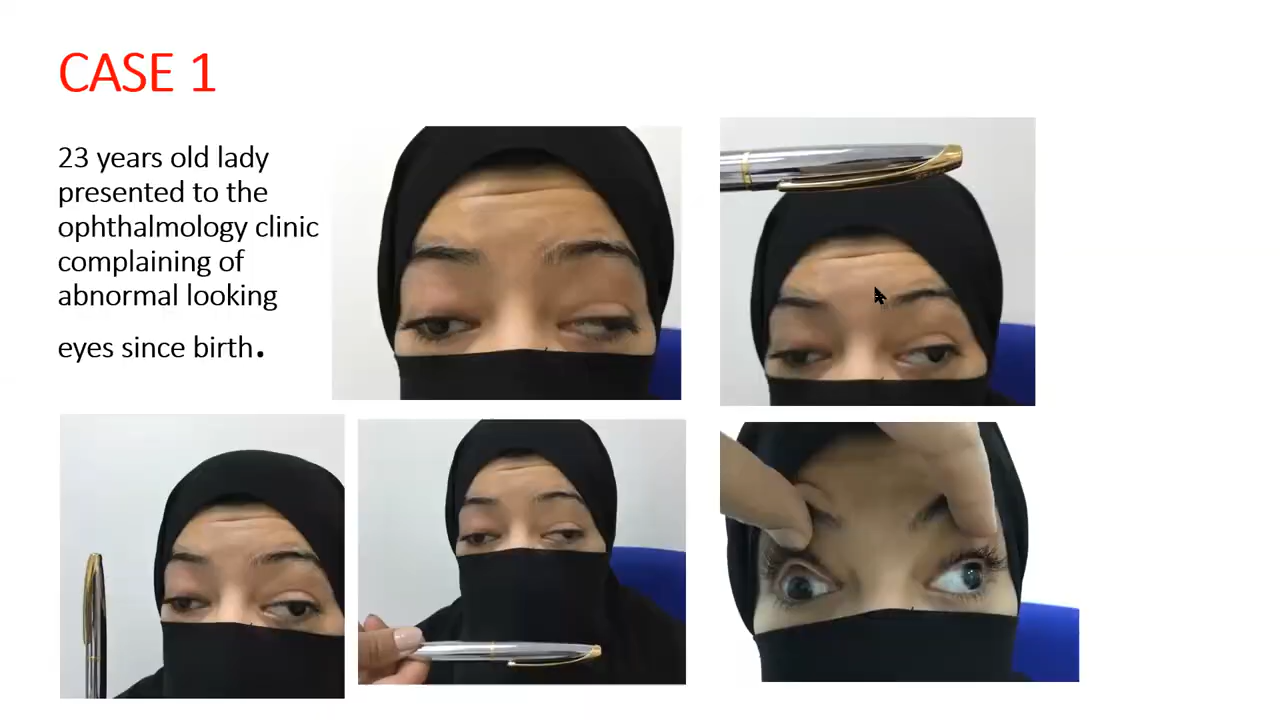 CASE 1
23 years old lady
presented to the
ophthalmology clinic
complaining of
abnormal looking
eyes since birth.